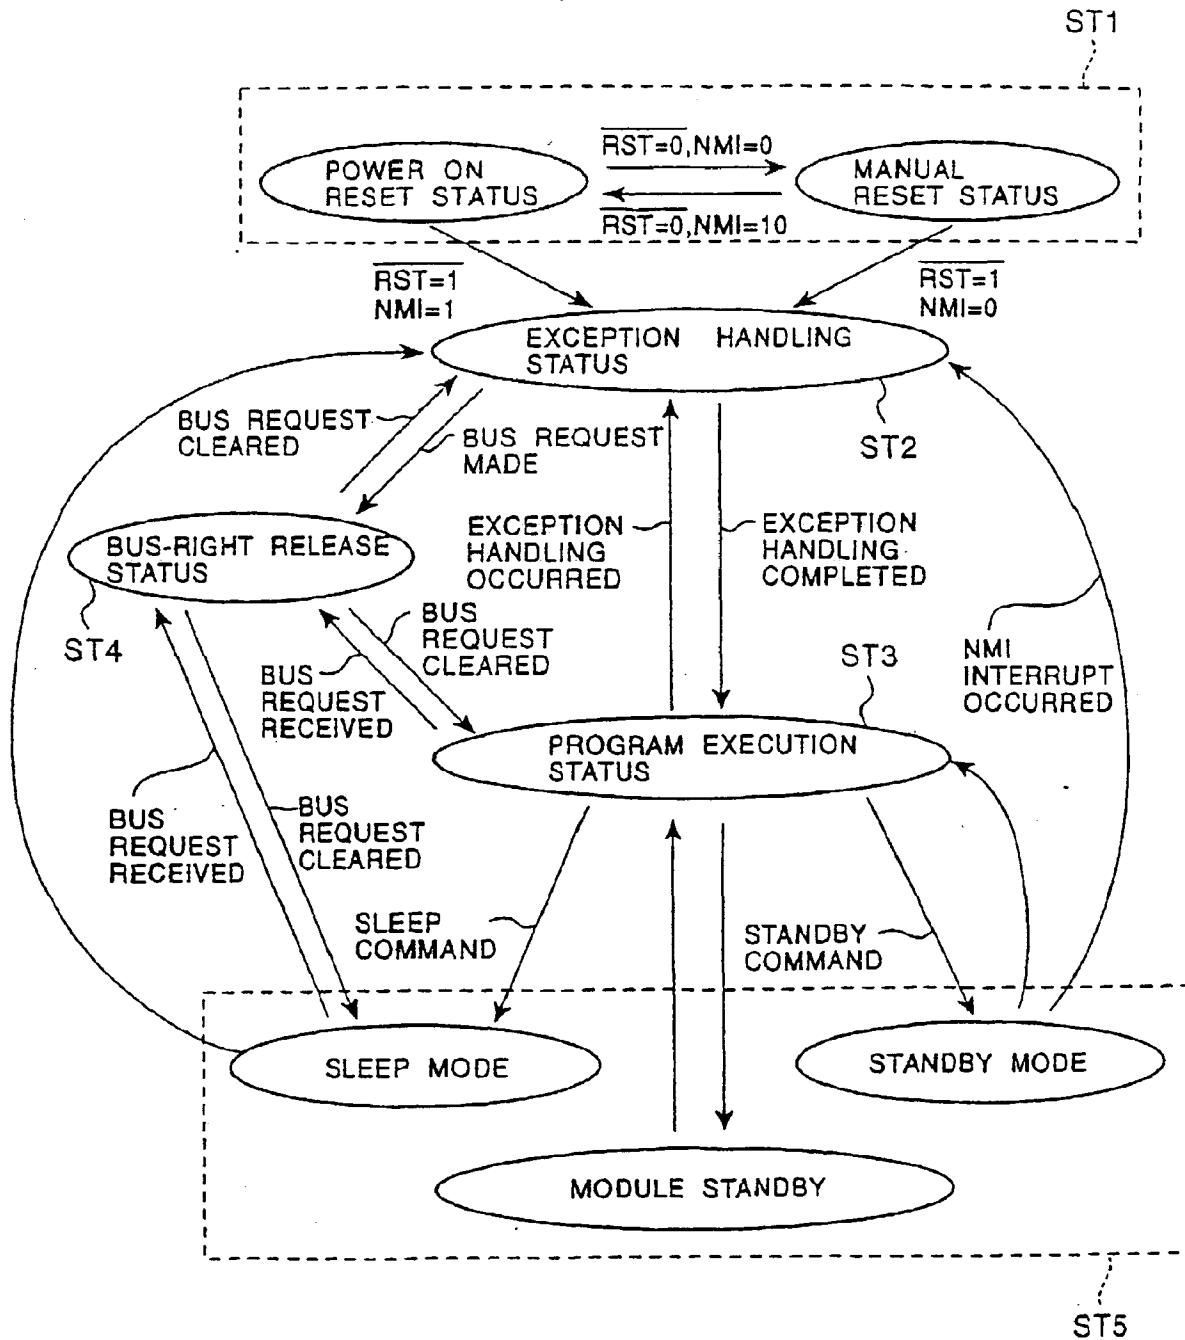 ST1
RST=0,NMI=0
POWER ON
RESET STATUS
MANUAL
RESET STATUS
RST=0,NMI=10
RST=1
NMI=1
RST=1
NMI=0
EXCEPTION HANDLING
STATUS
ST2
BUS REQUEST
CLEARED
BUS REQUEST
MADE
EXCEPTION
HANDLING
OCCURRED
EXCEPTION
HANDLING
COMPLETED
BUS-RIGHT RELEASE
STATUS
ST4
BUS
REQUEST
CLEARED
BUS
REQUEST
RECEIVED
ST3
NMI
INTERRUPT
OCCURRED
PROGRAM EXECUTION
STATUS
BUS
REQUEST
RECEIVED
BUS
REQUEST
CLEARED
SLEEP
COMMAND
STANDBY
COMMAND
SLEEP MODE
STANDBY MODE
MODULE STANDBY
ST5